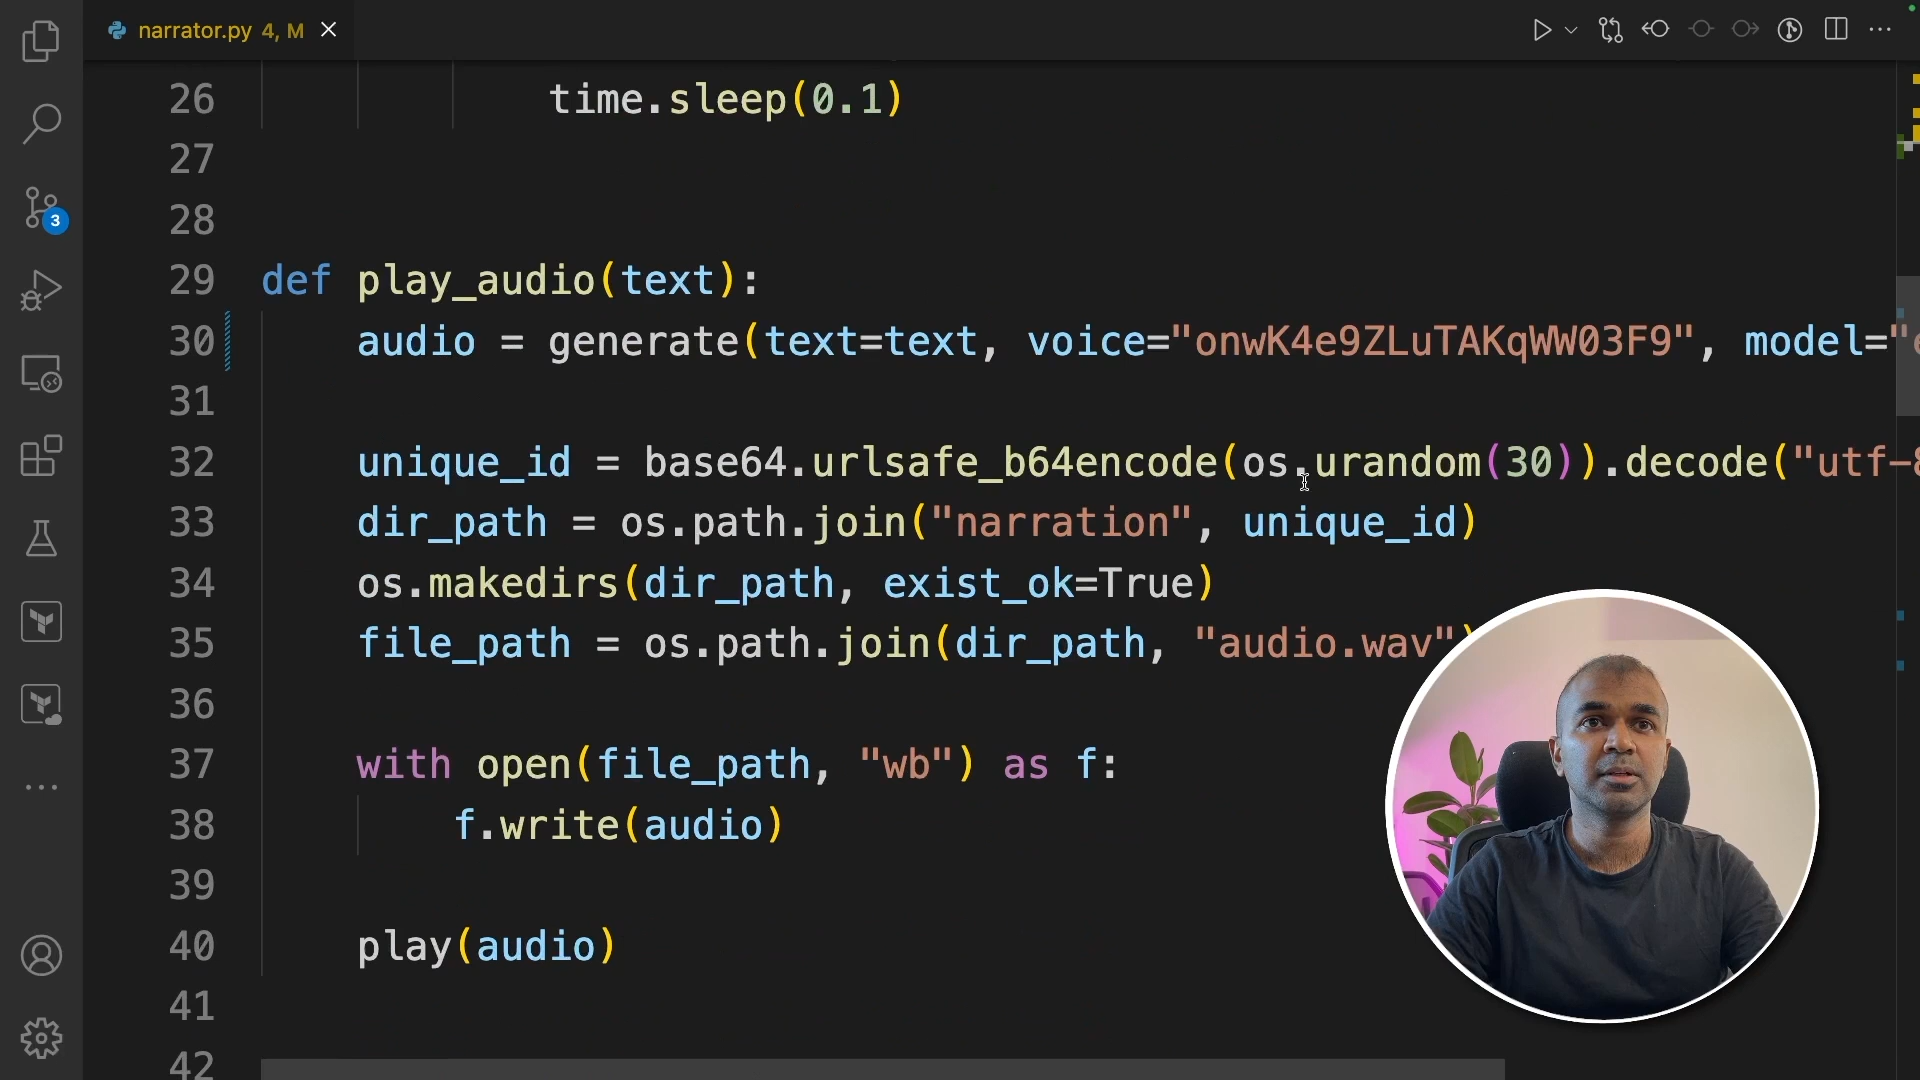 narrator.py 4, M
26 time.sleep(0.1)
27
28
29 def play_audio(text):
30 audio = generate(text=text, voice="onwK4e9ZLuTAKqWW03F9", model="e
31
32 unique_id = base64.urlsafe_b64encode(os.urandom(30)).decode("utf-8
33 dir_path = os.path.join("narration", unique_id)
34 os.makedirs(dir_path, exist_ok=True)
35 file_path = os.path.join(dir_path, "audio.wav")
36
37 with open(file_path, "wb") as f:
38 f.write(audio)
39
40 play(audio)
41
42
3